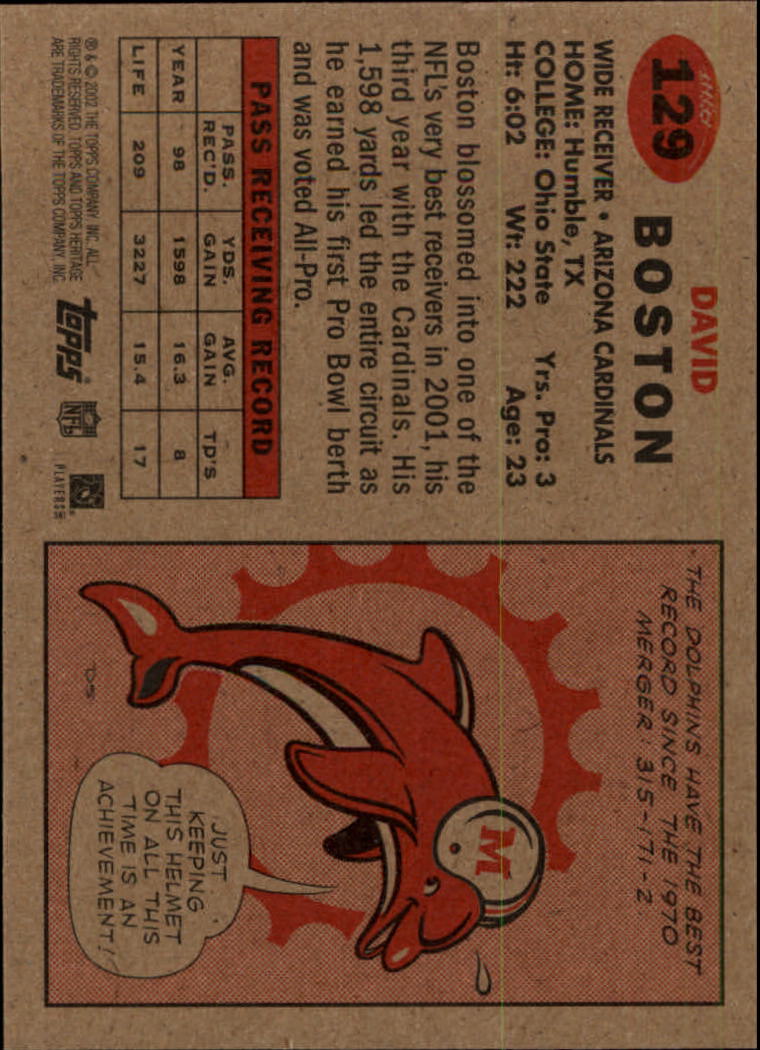 129
DAVID
BOSTON
WIDE RECEIVER • ARIZONA CARDINALS
HOME: Humble, TX
COLLEGE: Ohio State Yrs. Pro: 3
Ht: 6:02 Wt: 222 Age: 23
Boston blossomed into one of the
NFL's very best receivers in 2001, his
third year with the Cardinals. His
1,598 yards led the entire circuit as
he earned his first Pro Bowl berth
and was voted All-Pro.
PASS RECEIVING RECORD
PASS. REC'D. YDS. GAIN AVG. GAIN TD'S
YEAR 98 1598 16.3 8
LIFE 209 3227 15.4 17
® & © 2002 THE TOPPS COMPANY, INC. ALL
RIGHTS RESERVED. TOPPS AND TOPPS HERITAGE
ARE TRADEMARKS OF THE TOPPS COMPANY, INC.
topps
NFL
PLAYERS INC
• THE DOLPHINS HAVE THE BEST
RECORD SINCE THE 1970
MERGER: 315-171-2.
M
JUST
KEEPING
THIS HELMET
ON ALL THIS
TIME IS AN
ACHIEVEMENT!